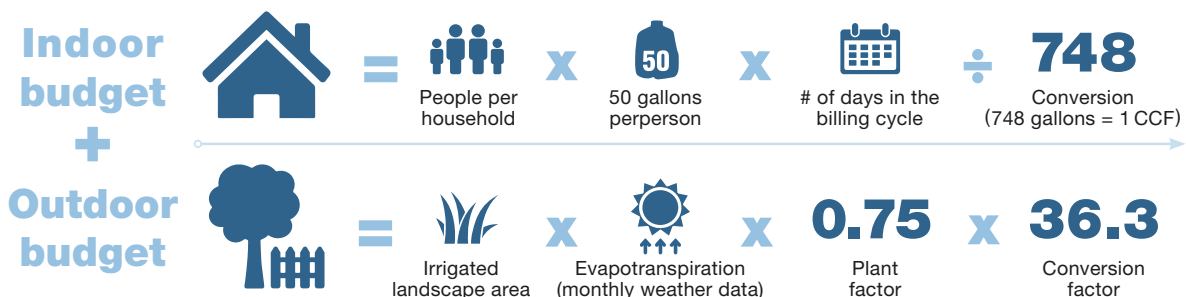 Indoor
budget
+
Outdoor
budget
=
People per
household
x
50
50 gallons
perperson
x
# of days in the
billing cycle
÷
748
Conversion
(748 gallons = 1 CCF)
=
Irrigated
landscape area
x
Evapotranspiration
(monthly weather data)
x
0.75
Plant
factor
x
36.3
Conversion
factor